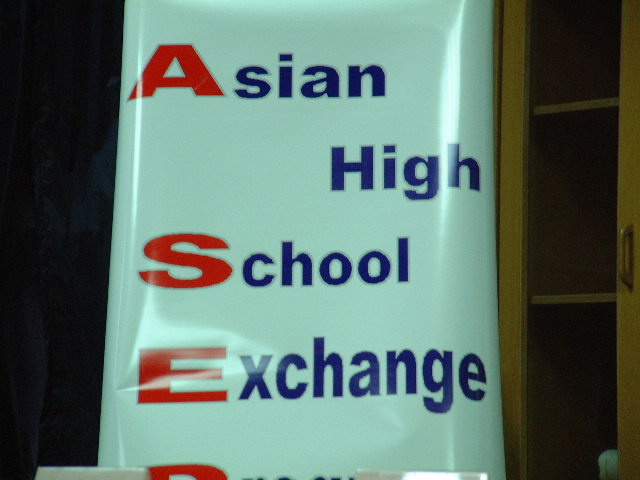 Asian
High
School
Exchange